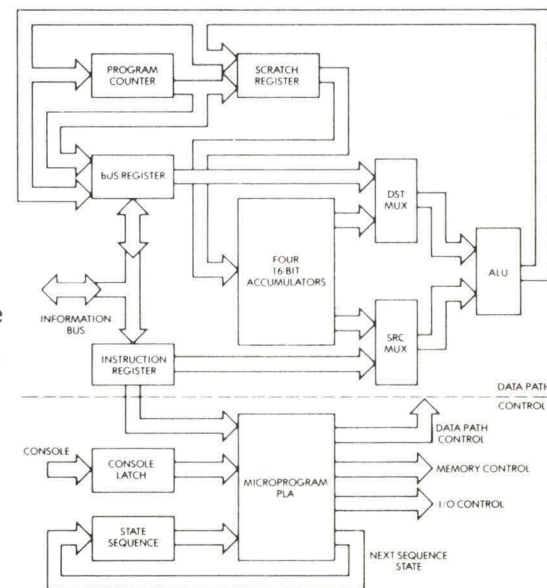 PROGRAM
COUNTER
SCRATCH
REGISTER
bUS REGISTER
DST
MUX
FOUR
16 BIT
ACCUMULATORS
ALU
INFORMATION
BUS
SRC
MUX
INSTRUCTION
REGISTER
DATA PATH
CONTROL
DATA PATH
CONTROL
CONSOLE
CONSOLE
LATCH
MICROPROGRAM
PLA
MEMORY CONTROL
I/O CONTROL
STATE
SEQUENCE
NEXT SEQUENCE
STATE